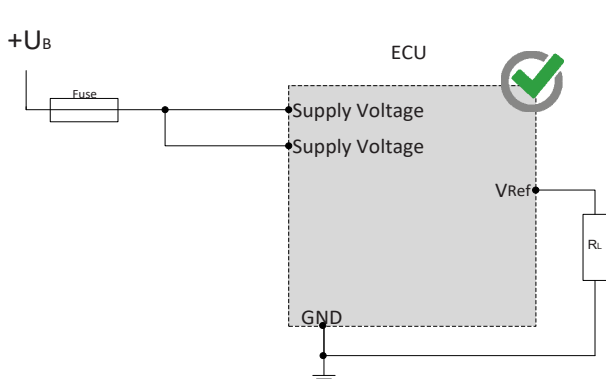 +UB
ECU
Fuse
Supply Voltage
Supply Voltage
VRef
RL
GND